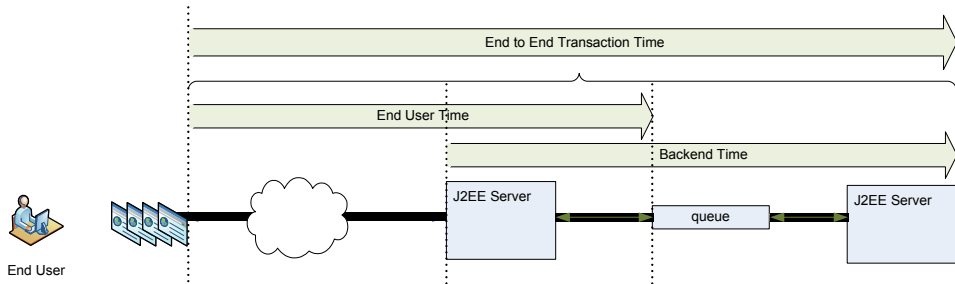 End to End Transaction Time
End User Time
Backend Time
J2EE Server
J2EE Server
queue
End User